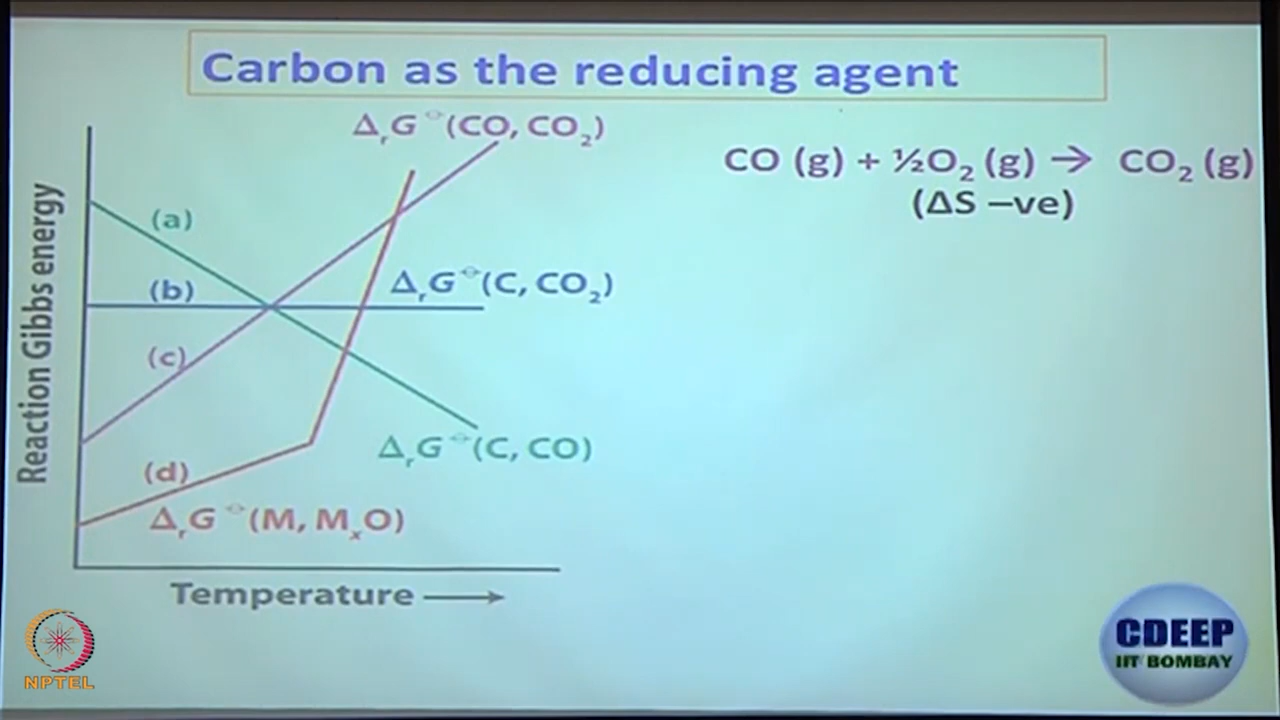 Carbon as the reducing agent
ΔᵣG⦵(CO, CO₂)
CO (g) + ½O₂ (g) → CO₂ (g)
(ΔS –ve)
Reaction Gibbs energy
(a)
(b)
ΔᵣG⦵(C, CO₂)
(c)
ΔᵣG⦵(C, CO)
(d)
ΔᵣG⦵(M, MₓO)
Temperature →
NPTEL
CDEEP
IIT BOMBAY